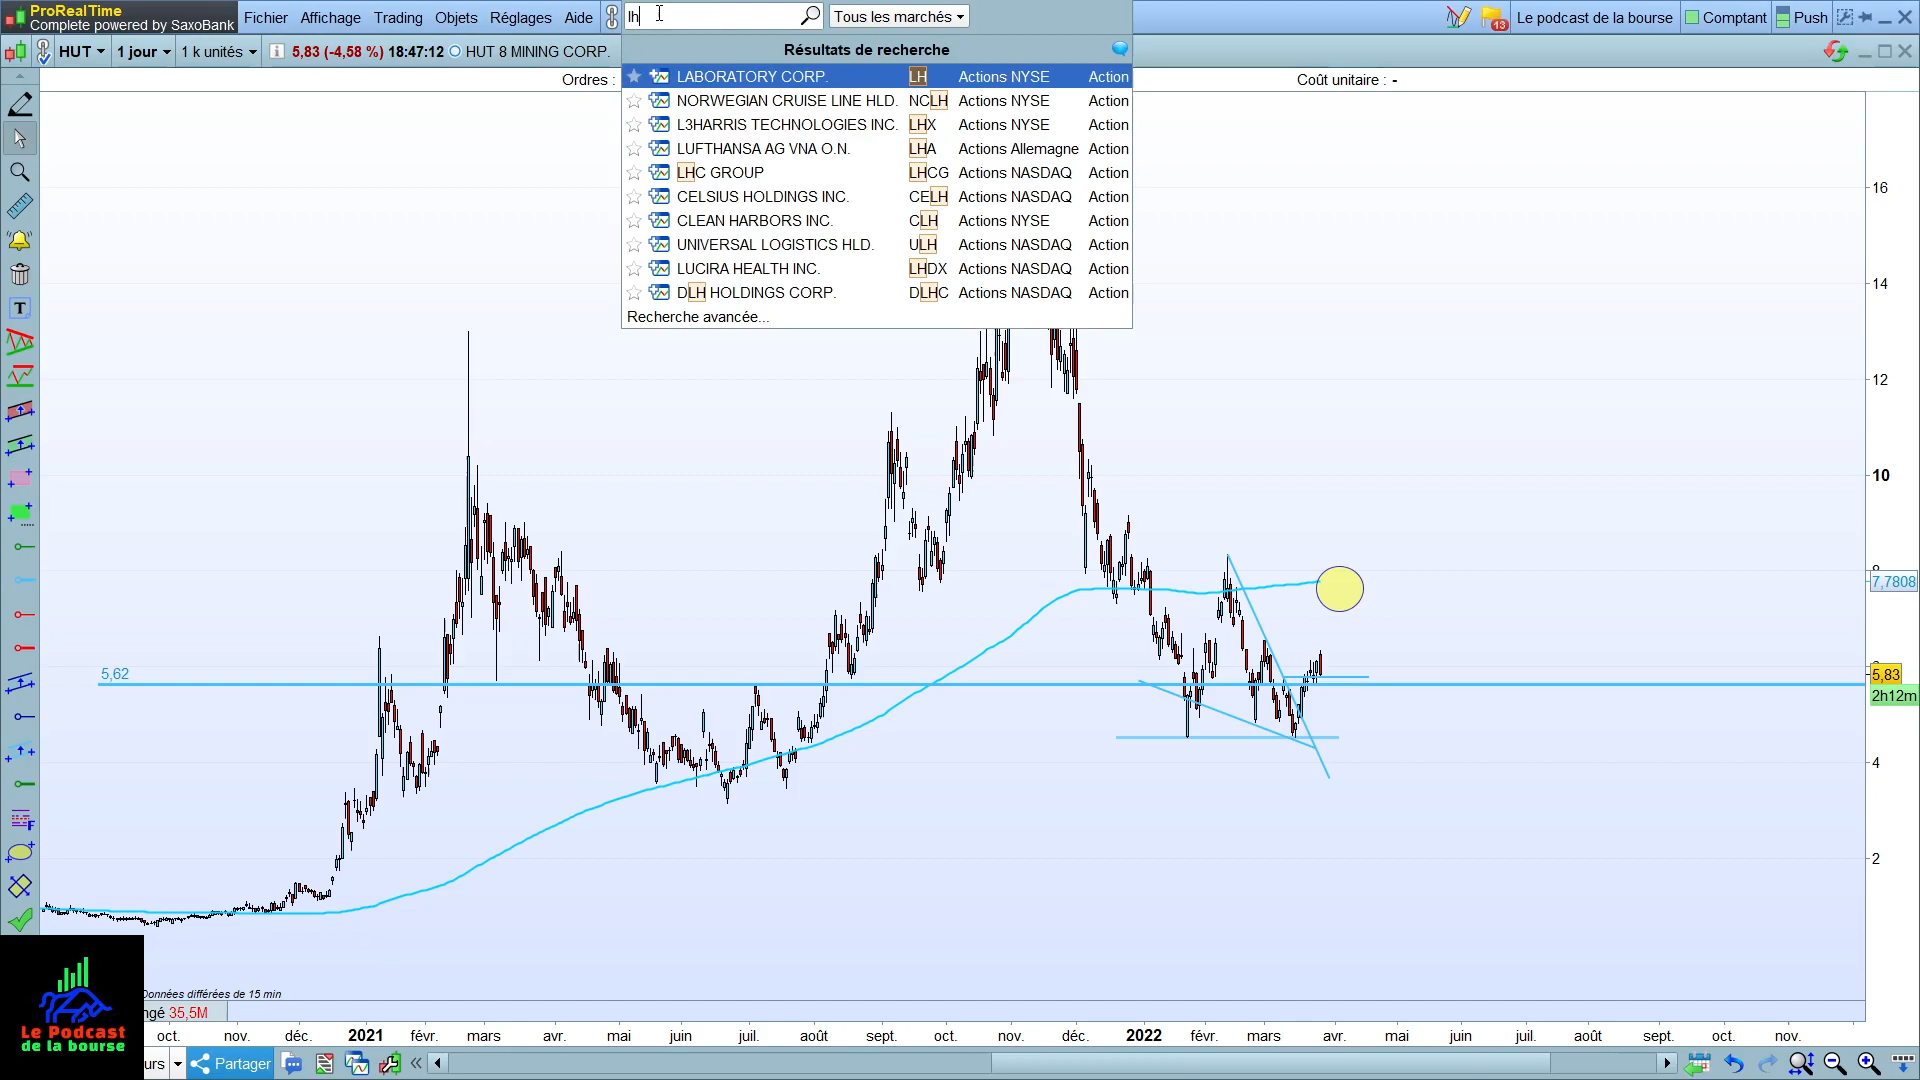 ProRealTime
Complete powered by SaxoBank
Fichier Affichage Trading Objets Réglages Aide
lh
Tous les marchés
13
Le podcast de la bourse
Comptant
Push
HUT 1 jour 1 k unités 5,83 (-4,58 %) 18:47:12 HUT 8 MINING CORP.
Résultats de recherche
Ordres :
Coût unitaire : -
LABORATORY CORP. LH Actions NYSE Action
NORWEGIAN CRUISE LINE HLD. NCLH Actions NYSE Action
L3HARRIS TECHNOLOGIES INC. LHX Actions NYSE Action
LUFTHANSA AG VNA O.N. LHA Actions Allemagne Action
LHC GROUP LHCG Actions NASDAQ Action
CELSIUS HOLDINGS INC. CELH Actions NASDAQ Action
CLEAN HARBORS INC. CLH Actions NYSE Action
UNIVERSAL LOGISTICS HLD. ULH Actions NASDAQ Action
LUCIRA HEALTH INC. LHDX Actions NASDAQ Action
DLH HOLDINGS CORP. DLHC Actions NASDAQ Action
Recherche avancée...
16
14
12
10
7,7808
5,62
5,83
2h12m
4
2
T
F
Données différées de 15 min
ngé 35,5M
Le Podcast
de la bourse
oct. nov. déc. 2021 févr. mars avr. mai juin juil. août sept. oct. nov. déc. 2022 févr. mars avr. mai juin juil. août sept. oct. nov.
urs
Partager